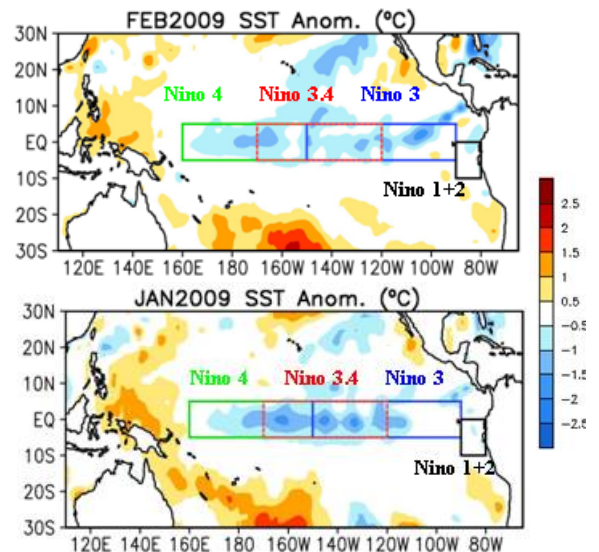 FEB2009 SST Anom. (ºC)
30N
20N
10N
EQ
10S
20S
30S
Nino 4 Nino 3.4 Nino 3
Nino 1+2
120E 140E 160E 180 160W 140W 120W 100W 80W
JAN2009 SST Anom. (ºC)
30N
20N
10N
EQ
10S
20S
30S
Nino 4 Nino 3.4 Nino 3
Nino 1+2
120E 140E 160E 180 160W 140W 120W 100W 80W
2.5
2
1.5
1
0.5
-0.5
-1
-1.5
-2
-2.5